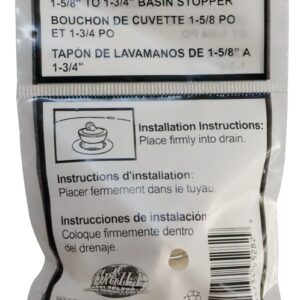 1-5/8" TO 1-3/4" BASIN STOPPER
BOUCHON DE CUVETTE 1-5/8 PO
ET 1-3/4 PO
TAPÓN DE LAVAMANOS DE 1-5/8" A
1-3/4"
Installation Instructions:
Place firmly into drain.
Instructions d'installation:
Placer fermement dans le tuyau.
Instrucciones de instalación
Coloque firmemente dentro
del drenaje.